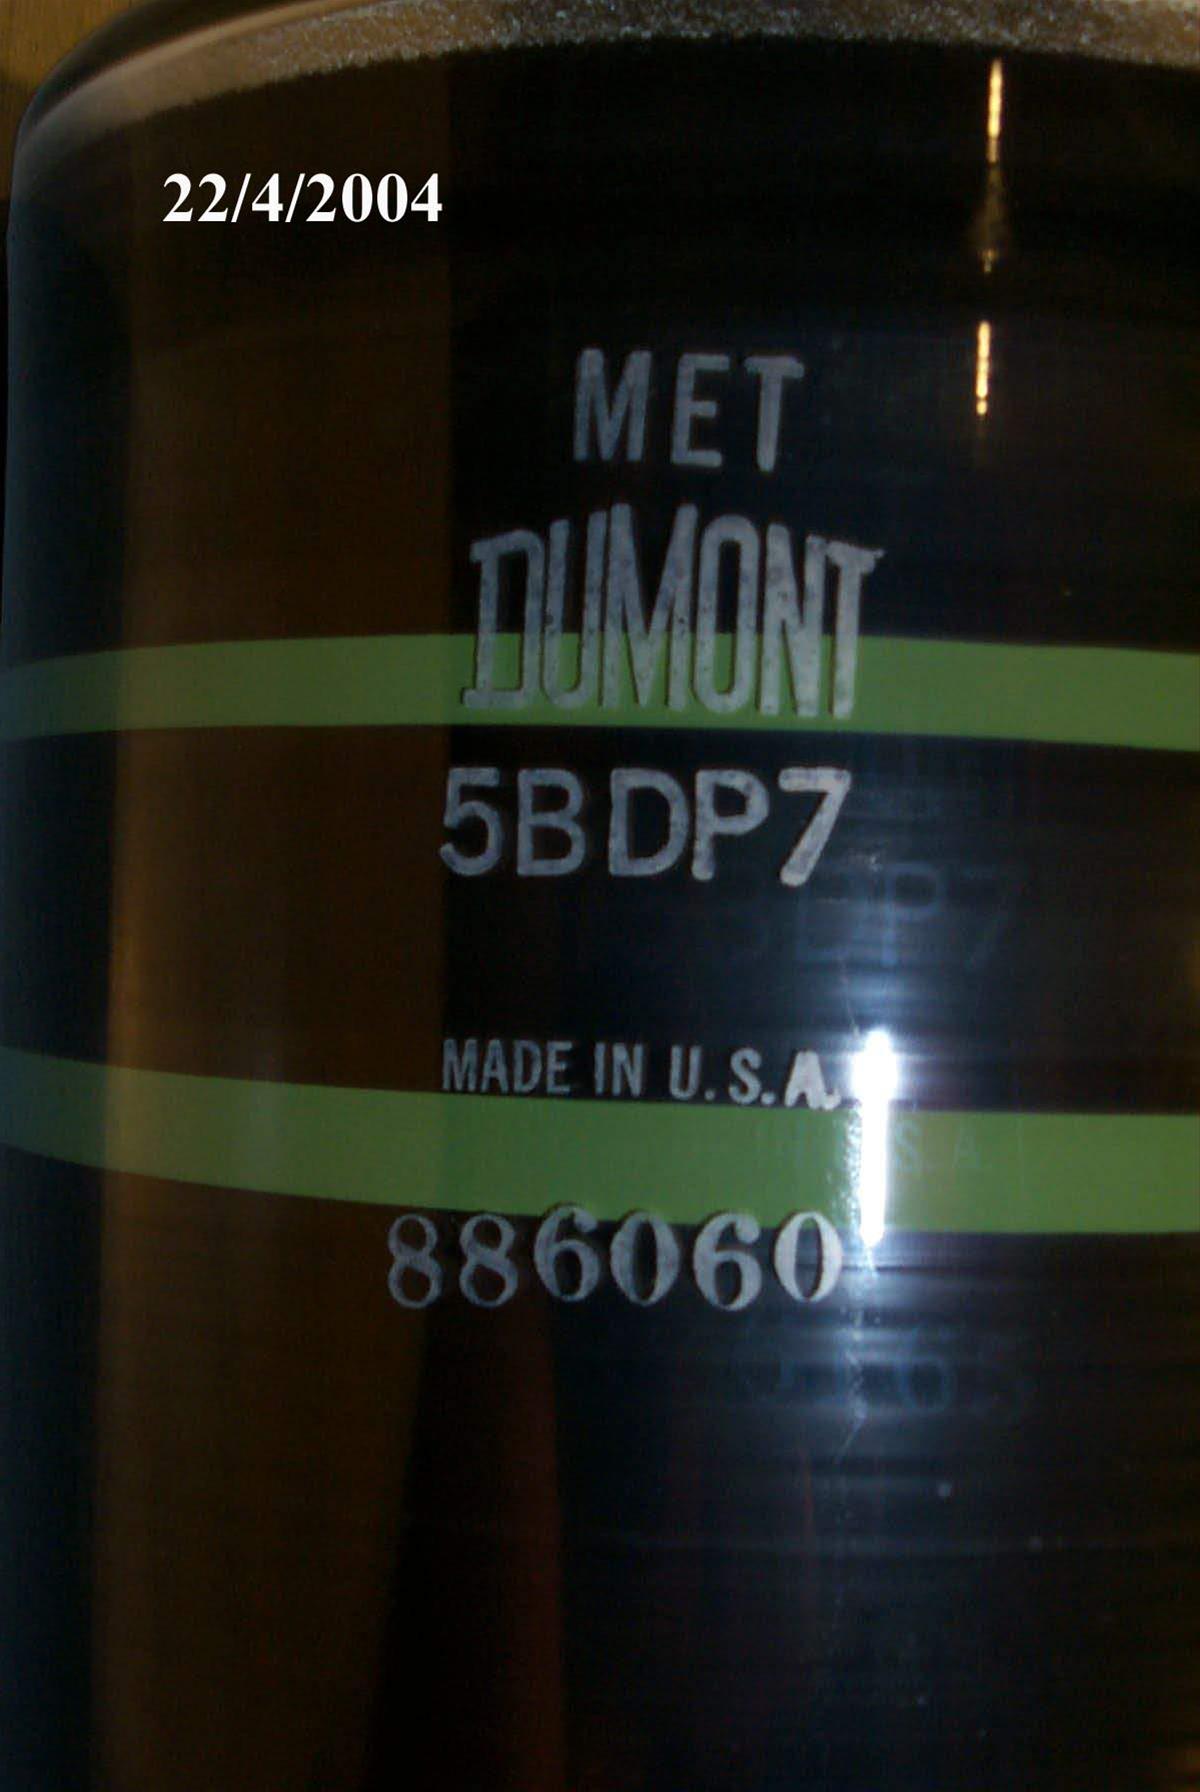 22/4/2004
MET
DUMONT
5BDP7
MADE IN U.S.A.
886060